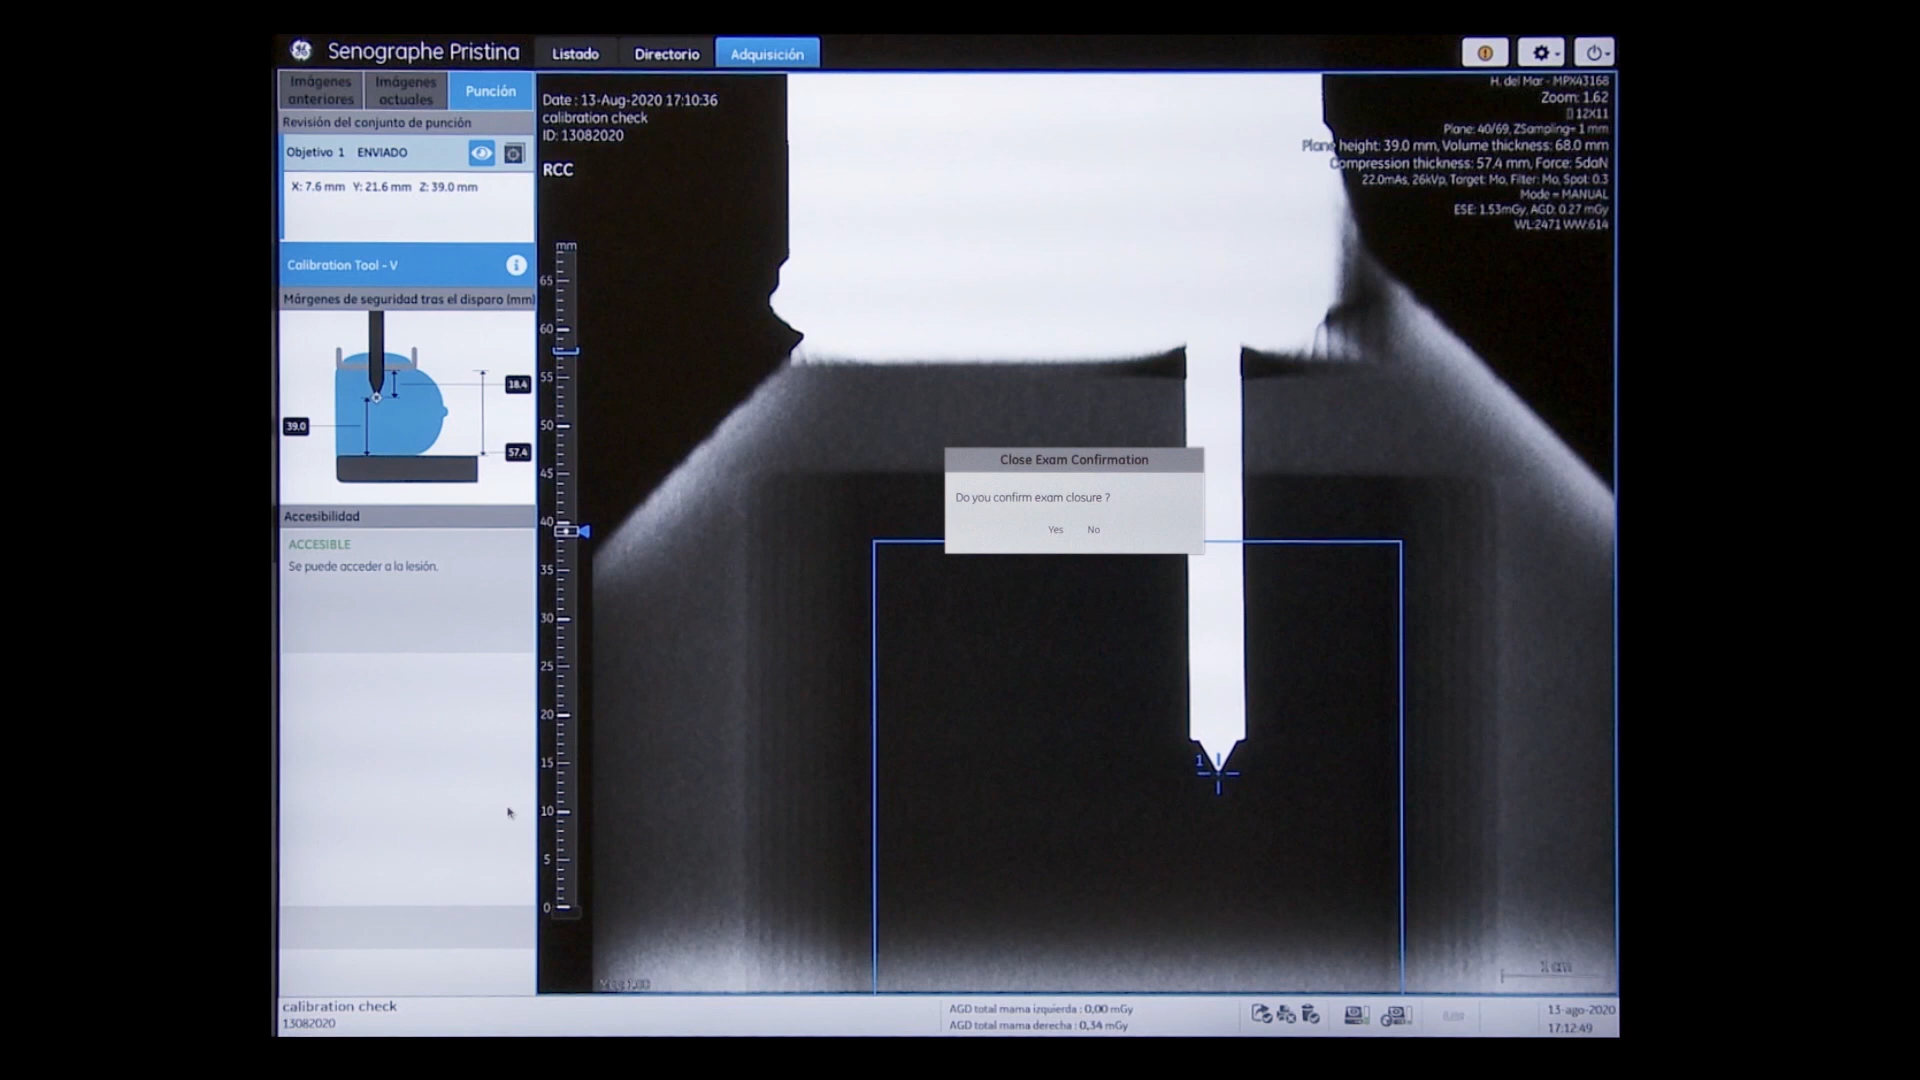 Senographe Pristina
Listado
Directorio
Adquisición
Imágenes anteriores
Imágenes actuales
Punción
Revisión del conjunto de punción
Objetivo 1 ENVIADO
X: 7.6 mm Y: 21.6 mm Z: 39.0 mm
Calibration Tool - V
Márgenes de seguridad tras el disparo (mm)
18.4
39.0
57.4
Accesibilidad
ACCESIBLE
Se puede acceder a la lesión.
Date : 13-Aug-2020 17:10:36
calibration check
ID: 13082020
RCC
H. del Mar - MPX43168
Zoom: 1.62
12X11
Plane: 40/69, ZSampling= 1 mm
Plane height: 39.0 mm, Volume thickness: 68.0 mm
Compression thickness: 57.4 mm, Force: 5daN
22.0mAs, 26kVp, Target: Mo, Filter: Mo, Spot: 0.3
Mode = MANUAL
ESE: 1.53mGy, AGD: 0.27 mGy
WL:2471 WW:614
mm
65
60
55
50
45
40
35
30
25
20
15
10
5
0
Close Exam Confirmation
Do you confirm exam closure ?
Yes No
1
1 cm
calibration check
13082020
AGD total mama izquierda : 0,00 mGy
AGD total mama derecha : 0,34 mGy
13-ago-2020
17:12:49